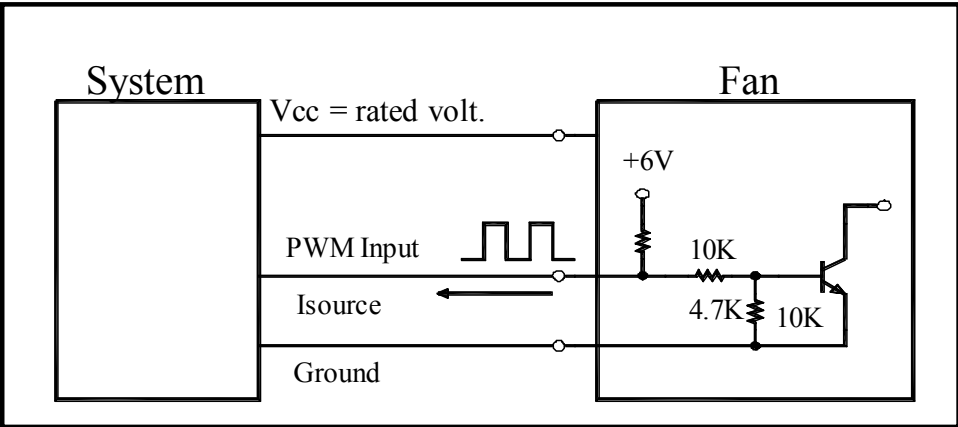 System
Fan
Vcc = rated volt.
+6V
PWM Input
10K
Isource
4.7K
10K
Ground